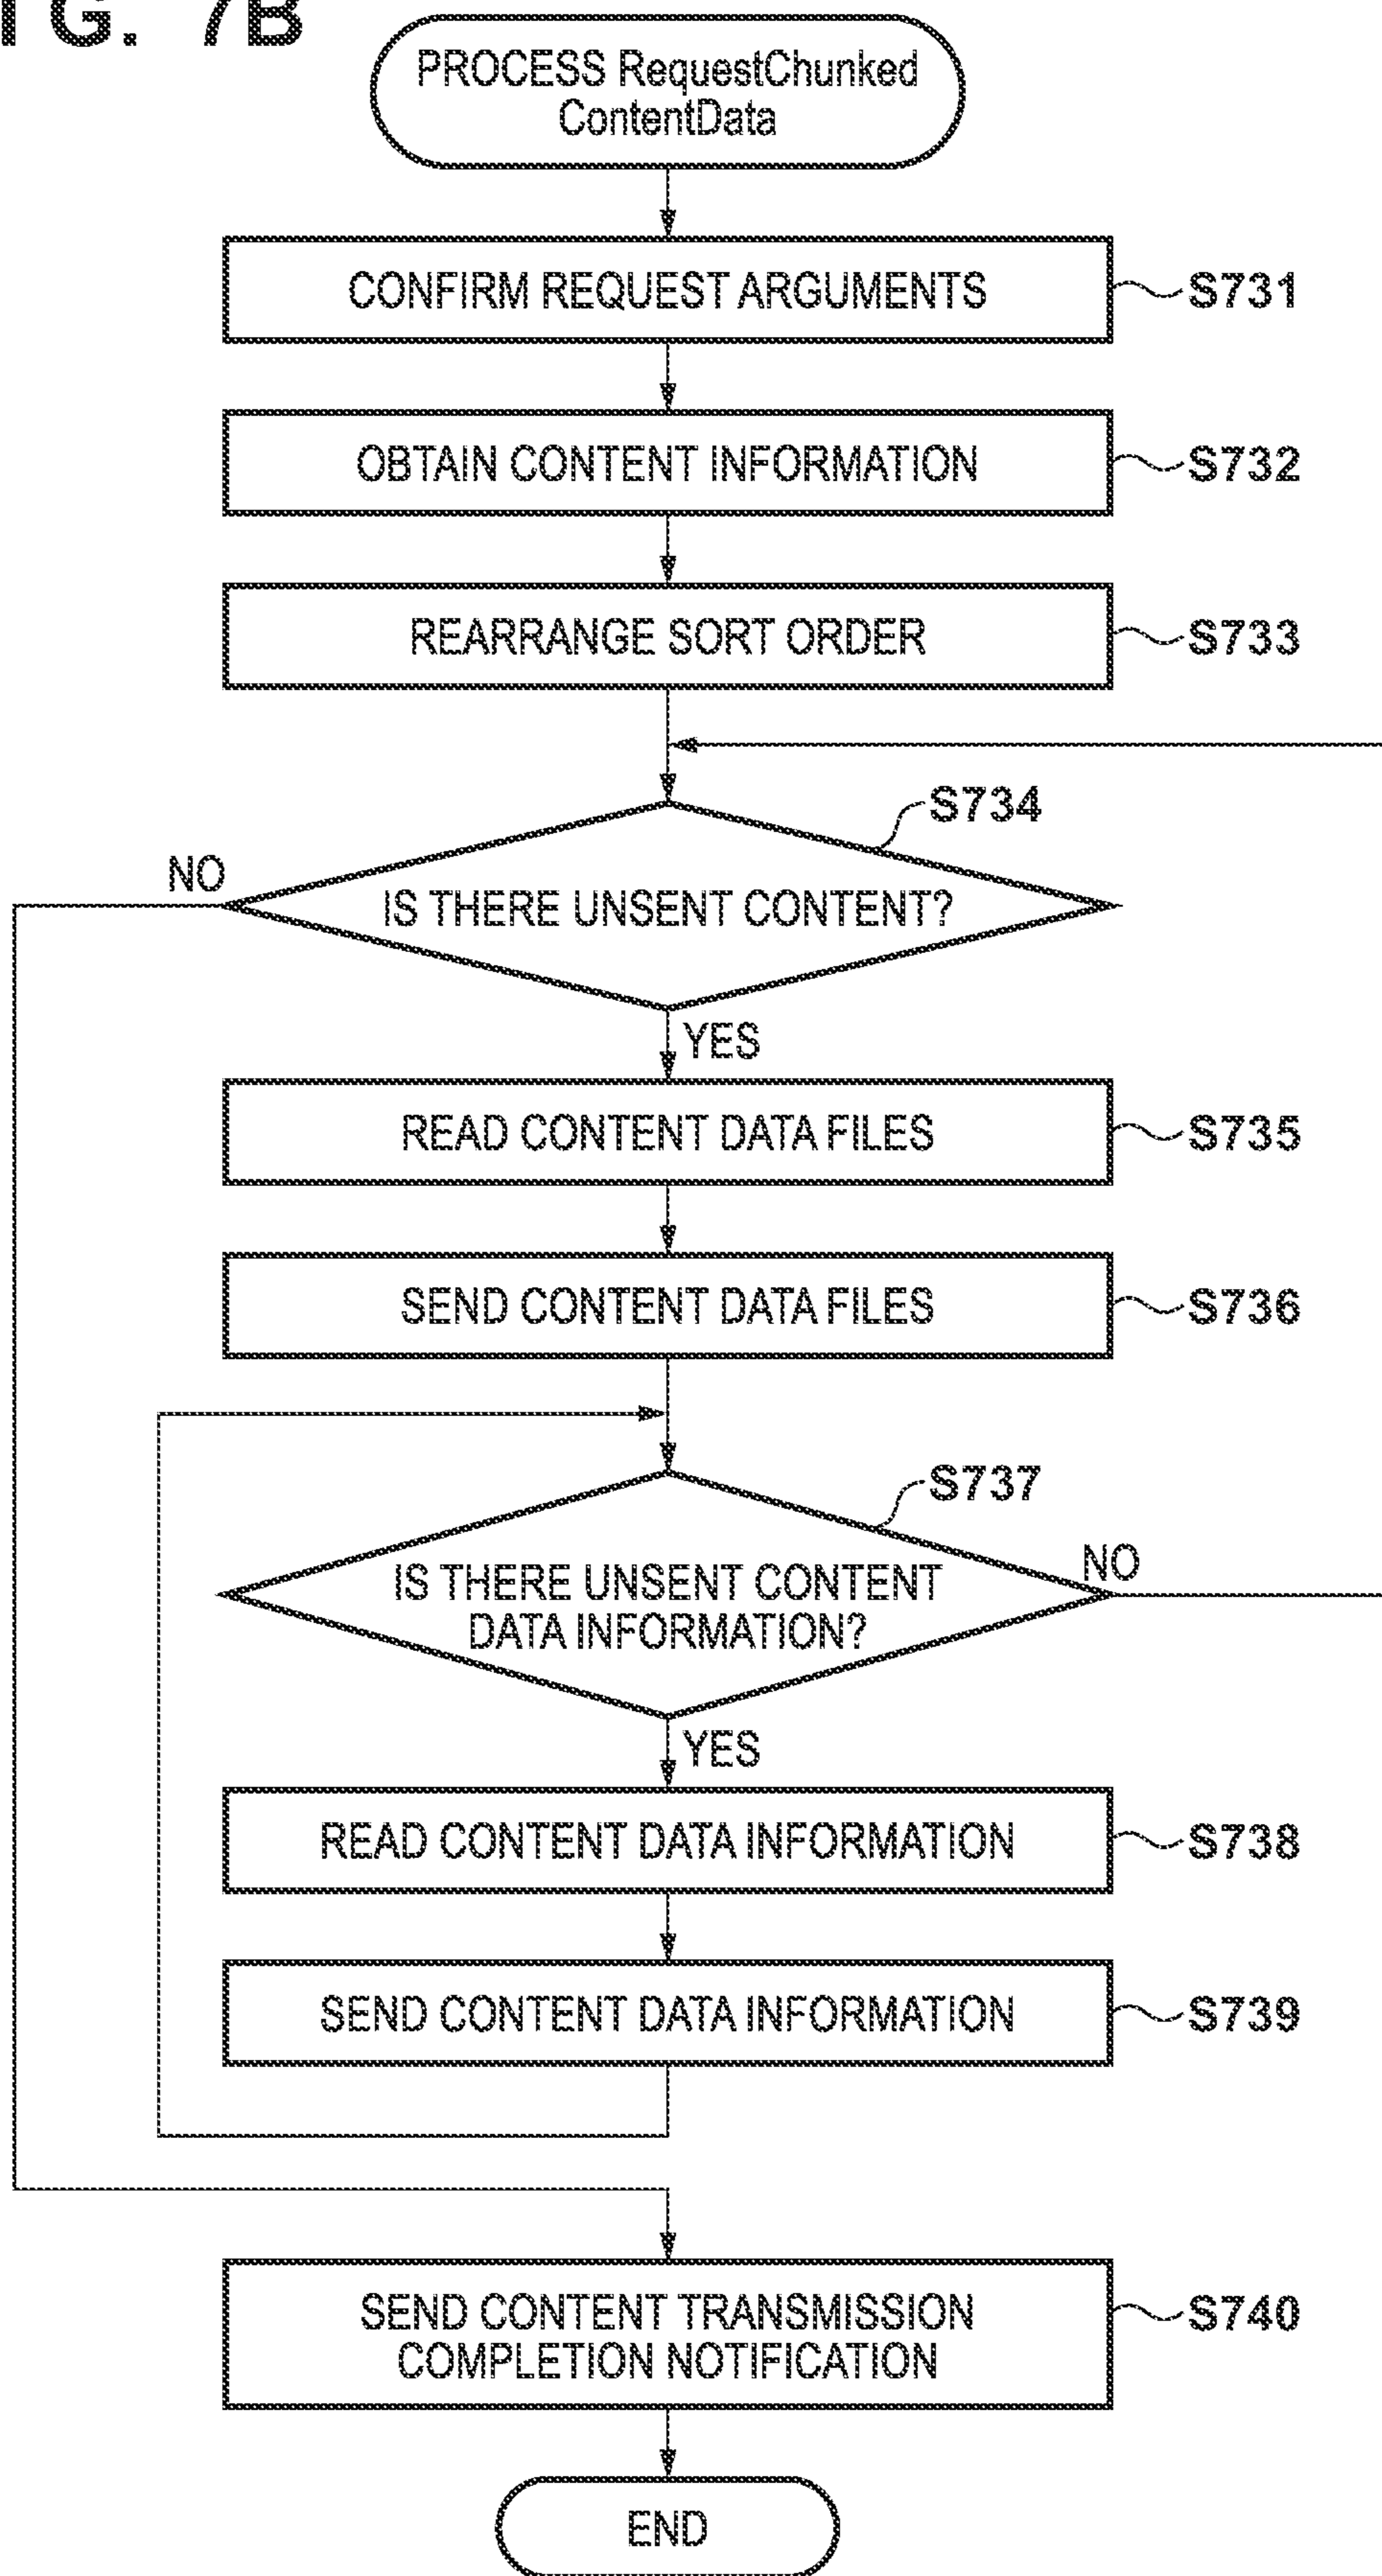 FIG. 7B
PROCESS RequestChunked
ContentData
CONFIRM REQUEST ARGUMENTS
S731
OBTAIN CONTENT INFORMATION
S732
REARRANGE SORT ORDER
S733
S734
NO
IS THERE UNSENT CONTENT?
YES
READ CONTENT DATA FILES
S735
SEND CONTENT DATA FILES
S736
S737
IS THERE UNSENT CONTENT
DATA INFORMATION?
NO
YES
READ CONTENT DATA INFORMATION
S738
SEND CONTENT DATA INFORMATION
S739
SEND CONTENT TRANSMISSION
COMPLETION NOTIFICATION
S740
END